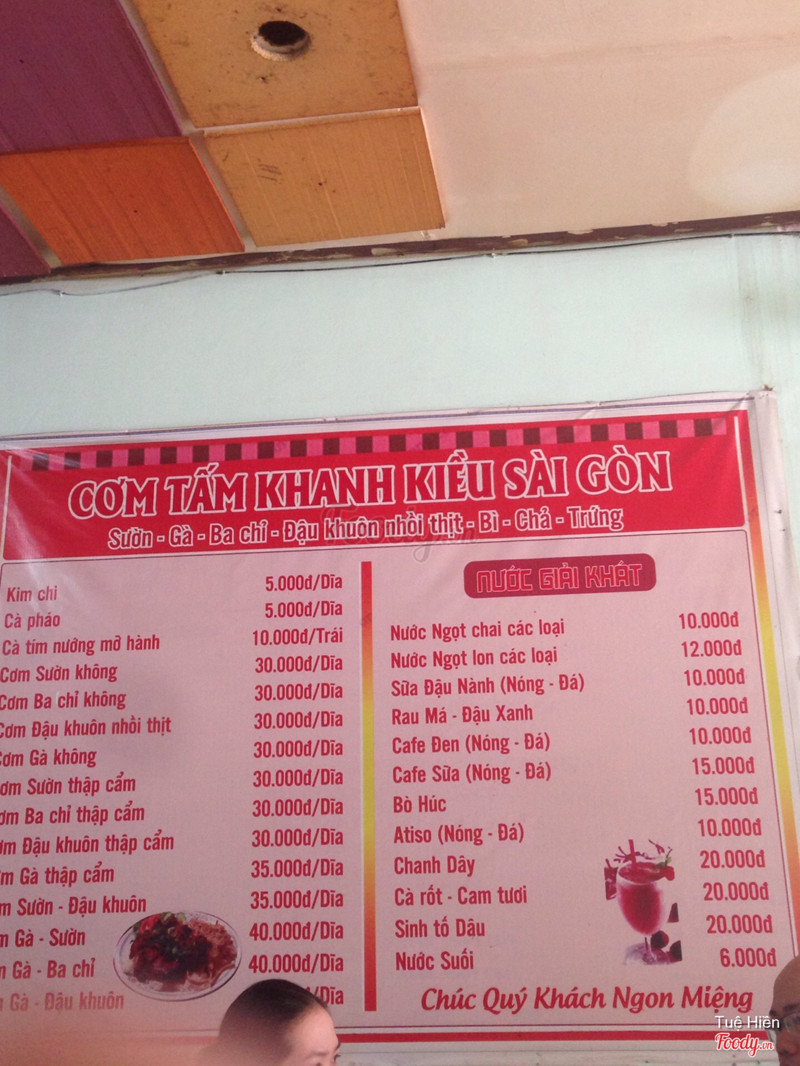 CƠM TẤM KHANH KIỀU SÀI GÒN
Sườn - Gà - Ba chỉ - Đậu khuôn nhồi thịt - Bì - Chả - Trứng
Kim chi 5.000đ/Dĩa
Cà pháo 5.000đ/Dĩa
Cà tím nướng mỡ hành 10.000đ/Trái
Cơm Sườn không 30.000đ/Dĩa
Cơm Ba chỉ không 30.000đ/Dĩa
Cơm Đậu khuôn nhồi thịt 30.000đ/Dĩa
Cơm Gà không 30.000đ/Dĩa
ơm Sườn thập cẩm 30.000đ/Dĩa
ơm Ba chỉ thập cẩm 30.000đ/Dĩa
ơm Đậu khuôn thập cẩm 30.000đ/Dĩa
m Gà thập cẩm 35.000đ/Dĩa
m Sườn - Đậu khuôn 35.000đ/Dĩa
m Gà - Sườn 40.000đ/Dĩa
n Gà - Ba chỉ 40.000đ/Dĩa
Gà - Đậu khuôn đ/Dĩa
NƯỚC GIẢI KHÁT
Nước Ngọt chai các loại 10.000đ
Nước Ngọt lon các loại 12.000đ
Sữa Đậu Nành (Nóng - Đá) 10.000đ
Rau Má - Đậu Xanh 10.000đ
Cafe Đen (Nóng - Đá) 10.000đ
Cafe Sữa (Nóng - Đá) 15.000đ
Bò Húc 15.000đ
Atiso (Nóng - Đá) 10.000đ
Chanh Dây 20.000đ
Cà rốt - Cam tươi 20.000đ
Sinh tố Dâu 20.000đ
Nước Suối 6.000đ
Chúc Quý Khách Ngon Miệng
Tuệ Hiền
Foody.vn